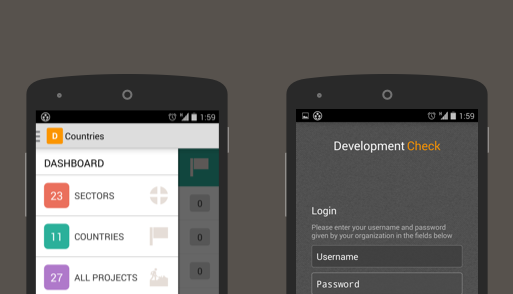 1:59
D Countries
DASHBOARD
23 SECTORS
0
11 COUNTRIES
0
27 ALL PROJECTS
0
1:59
Development Check
Login
Please enter your username and password
given by your organization in the fields below
Username
Password